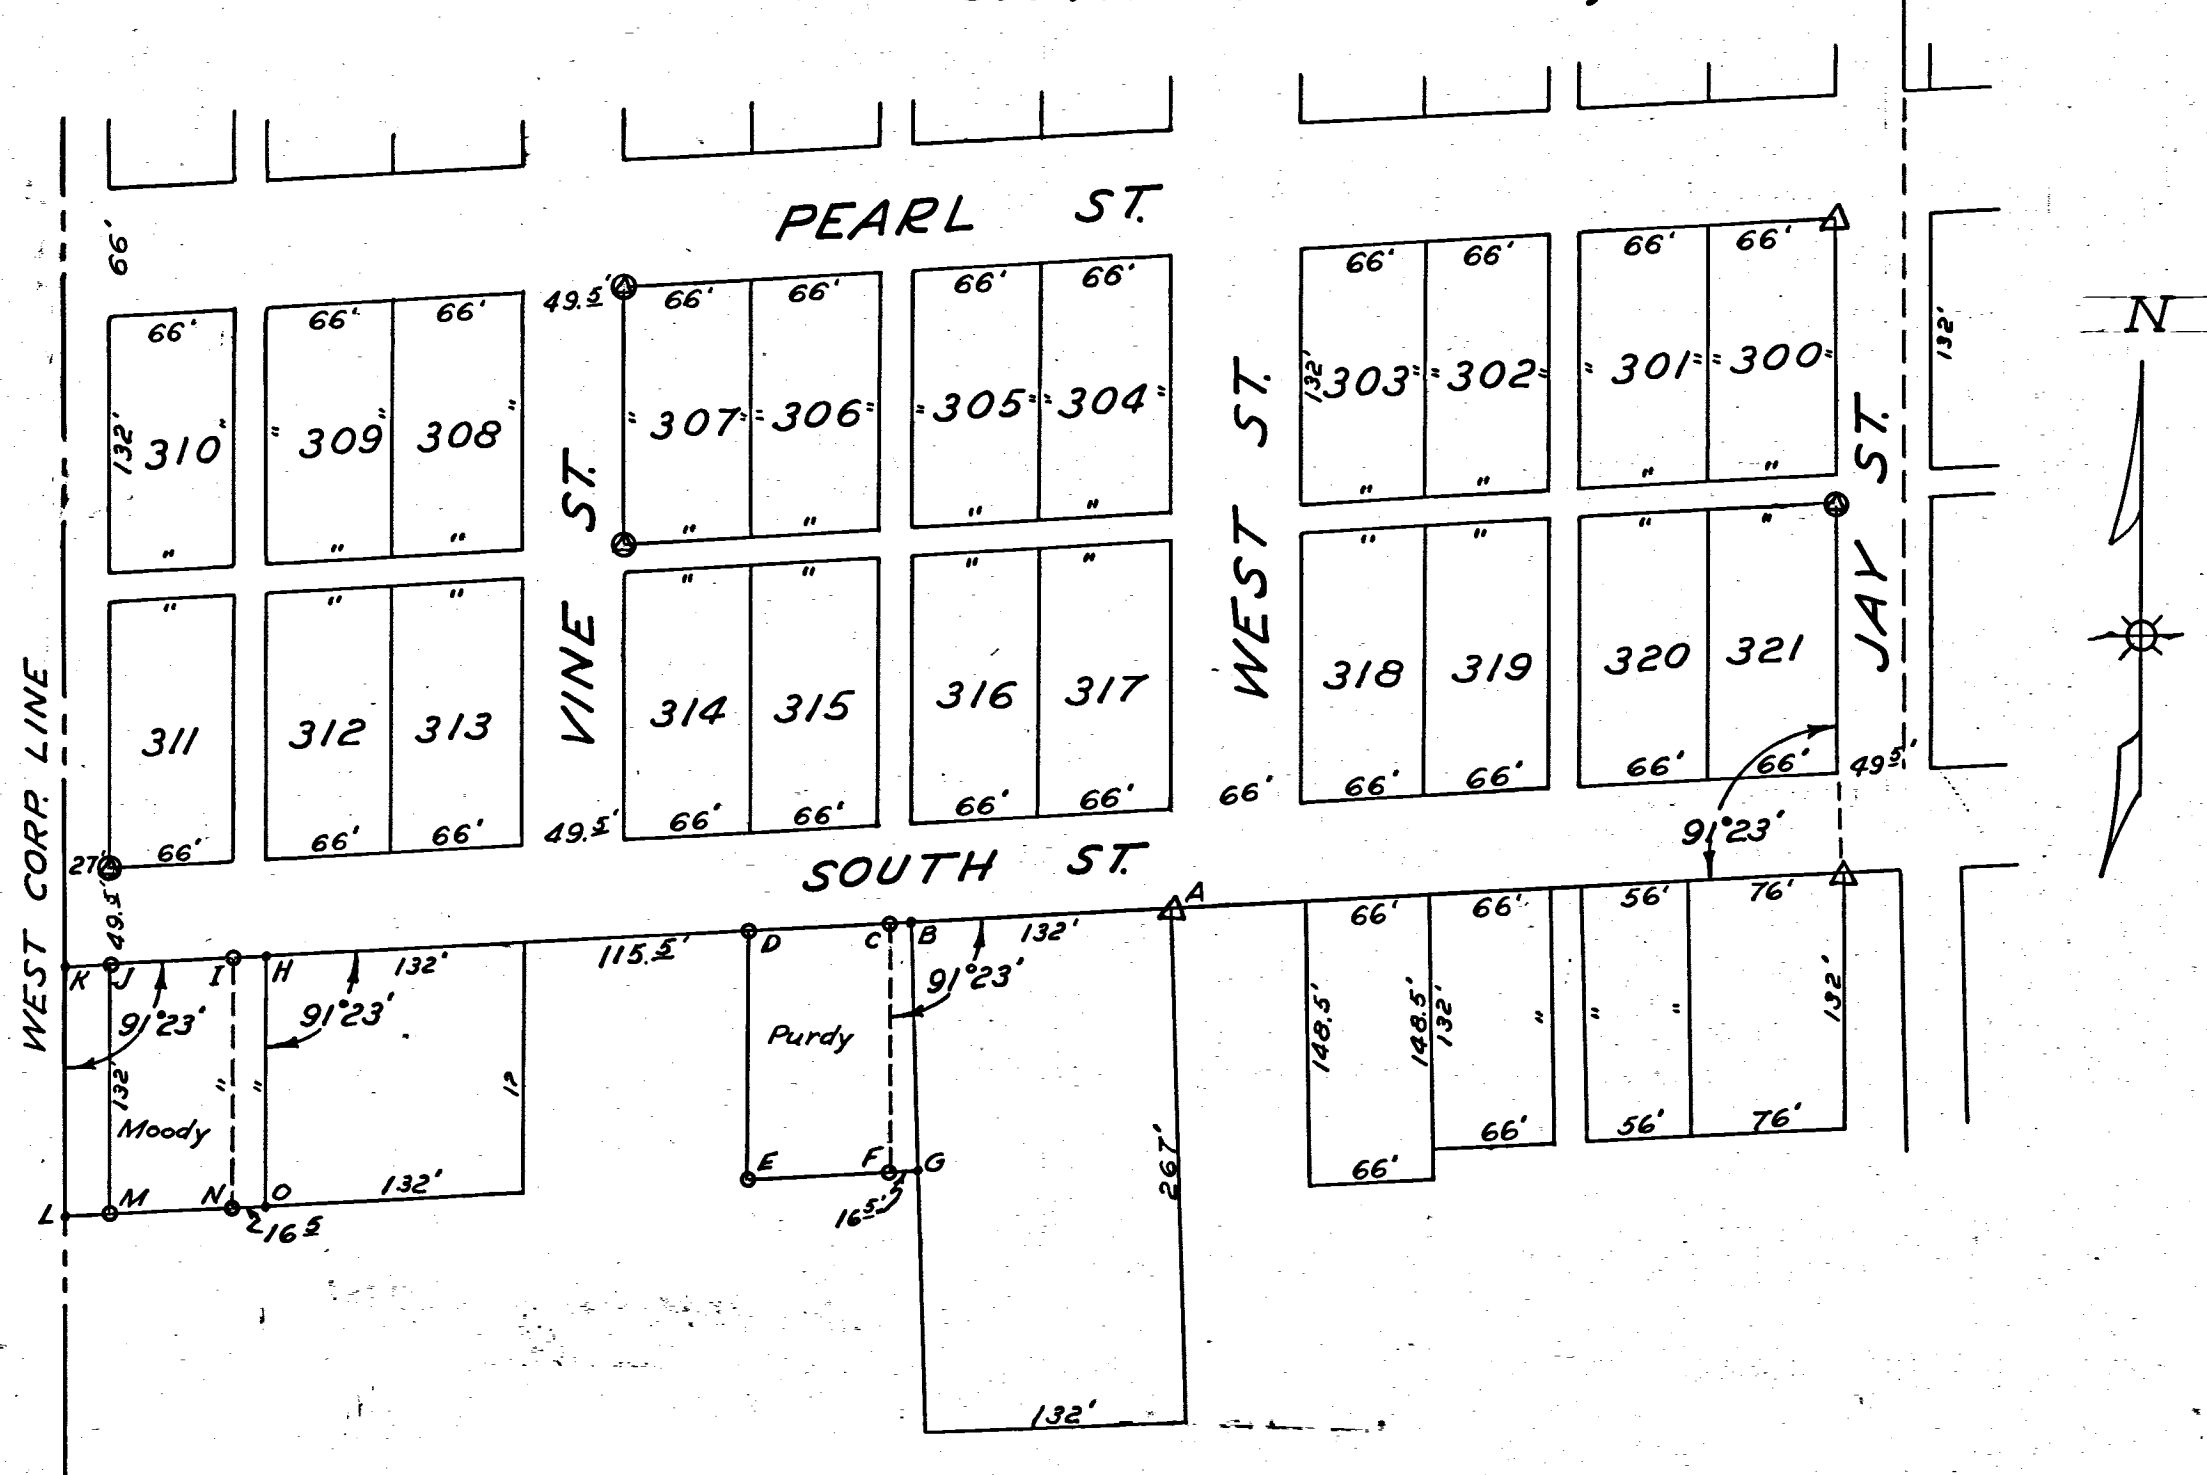 PEARL ST.
66'
66' 66' 66' 49.5' 66' 66' 66' 66' 66' 66' 66' 66'
N
132' 310 " " 309 " 308 " " 307 " " 306 " " 305 " " 304 " 132' 303 " " 302 " " 301 " " 300 " 132'
" " " " " " " " " " "
VINE ST.
WEST ST.
JAY ST.
" " " " " " " " " " "
311 312 313 314 315 316 317 318 319 320 321
WEST CORP. LINE
27' 66' 66' 66' 49.5' 66' 66' 66' 66' 66' 66' 66' 66' 66' 49.5'
91°23'
SOUTH ST.
49.5'
K J I H 132' 115.5' D C B 132' A 66' 66' 56' 76'
91°23' 91°23' 91°23'
132' " " Purdy 148.5' 148.5' 132' " " " 132'
Moody
267'
E F G 66' 66' 56' 76'
L M N O 132'
16 5 16 5'
132'